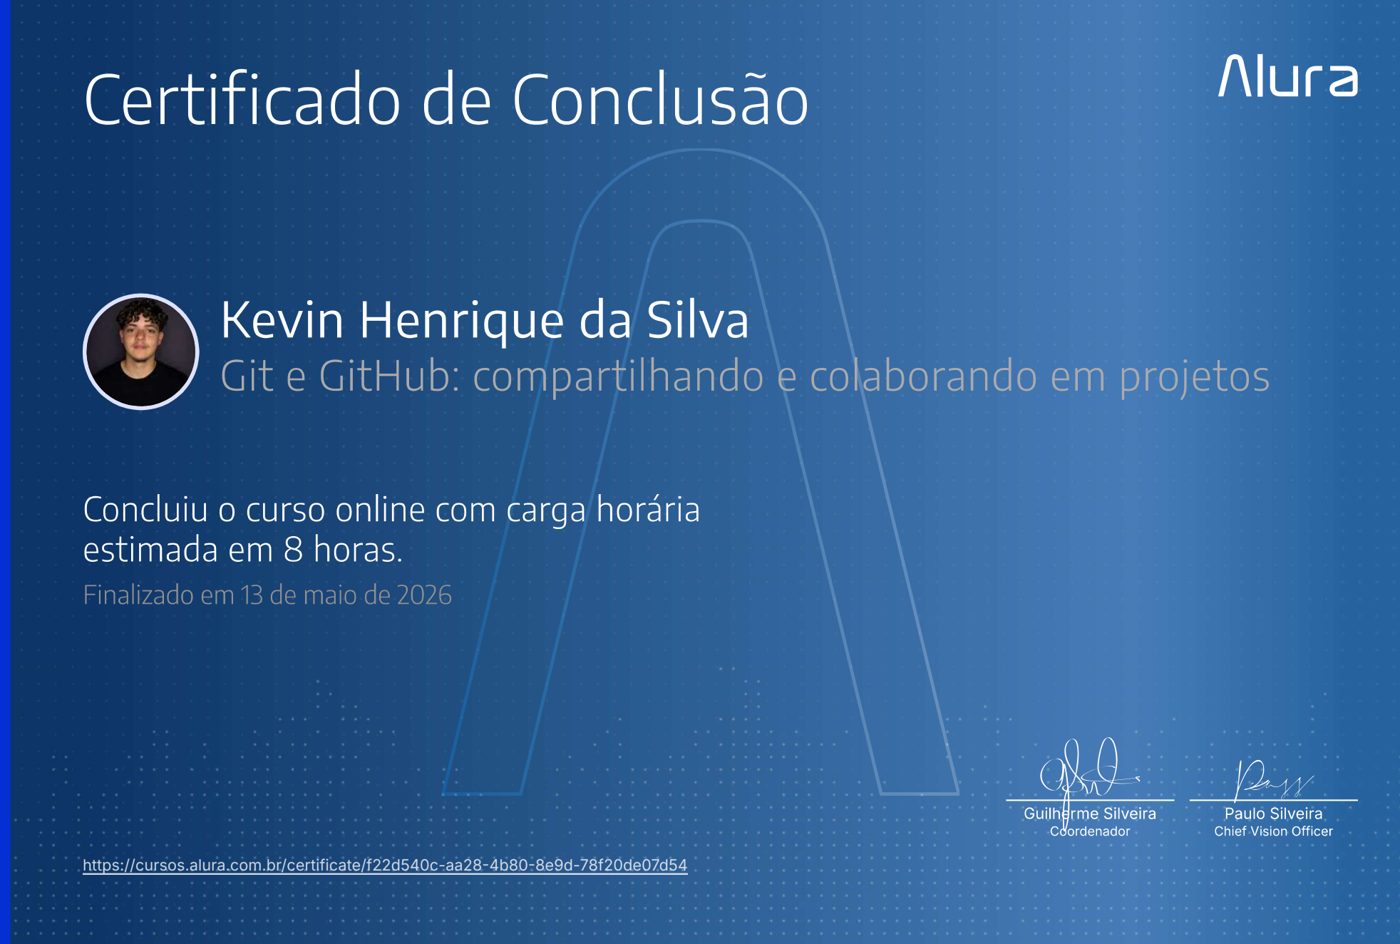 Certificado de Conclusão
Alura
Kevin Henrique da Silva
Git e GitHub: compartilhando e colaborando em projetos
Concluiu o curso online com carga horária
estimada em 8 horas.
Finalizado em 13 de maio de 2026
Guilherme Silveira
Coordenador
Paulo Silveira
Chief Vision Officer
https://cursos.alura.com.br/certificate/f22d540c-aa28-4b80-8e9d-78f20de07d54